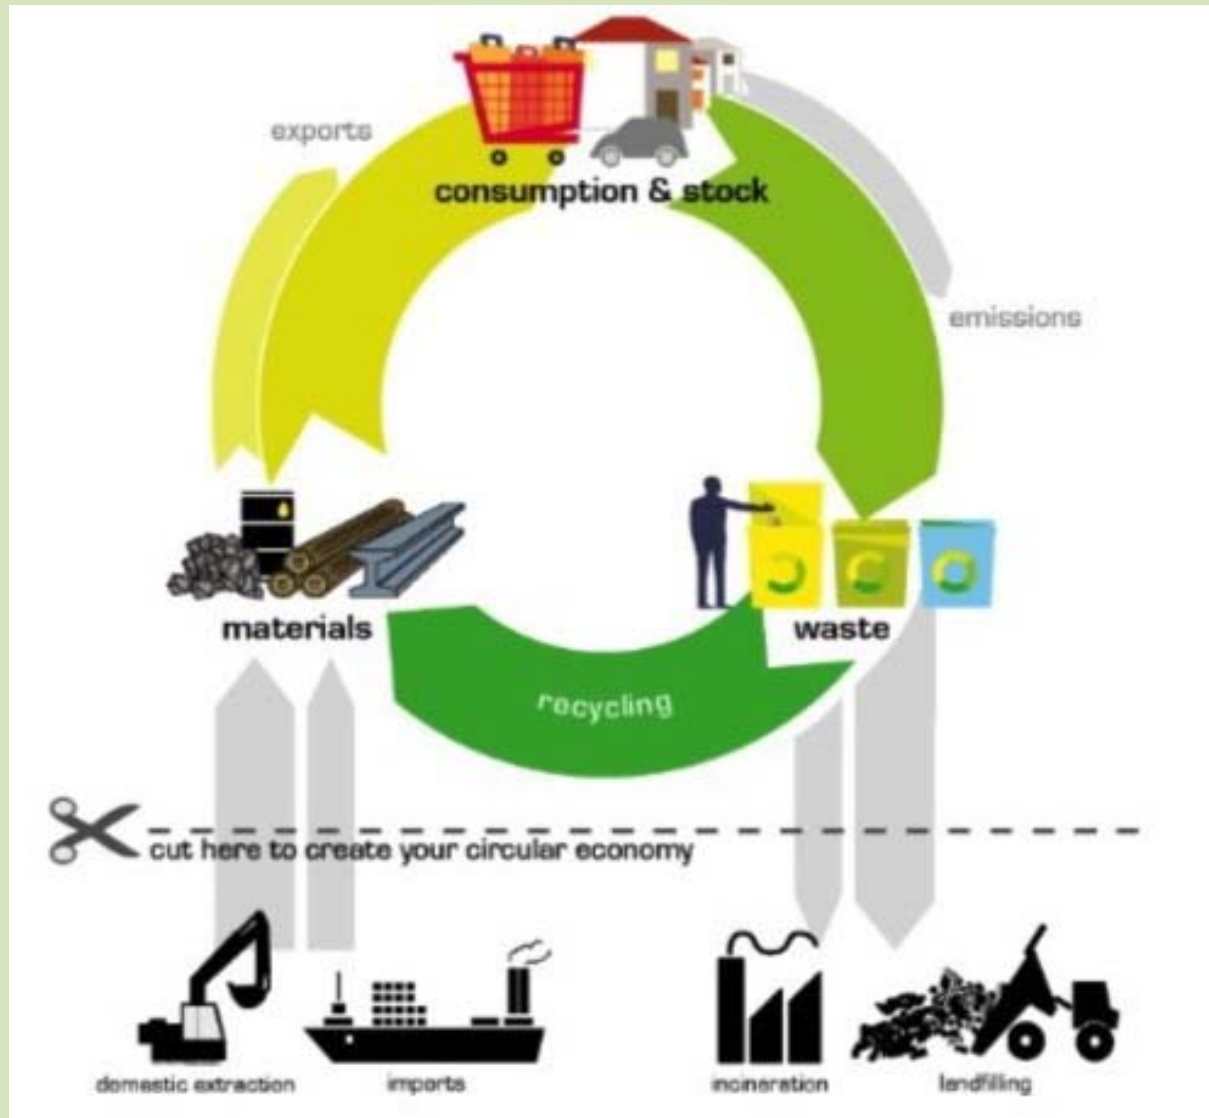 exports
consumption & stock
emissions
materials
waste
recycling
cut here to create your circular economy
domestic extraction
imports
incineration
landfilling